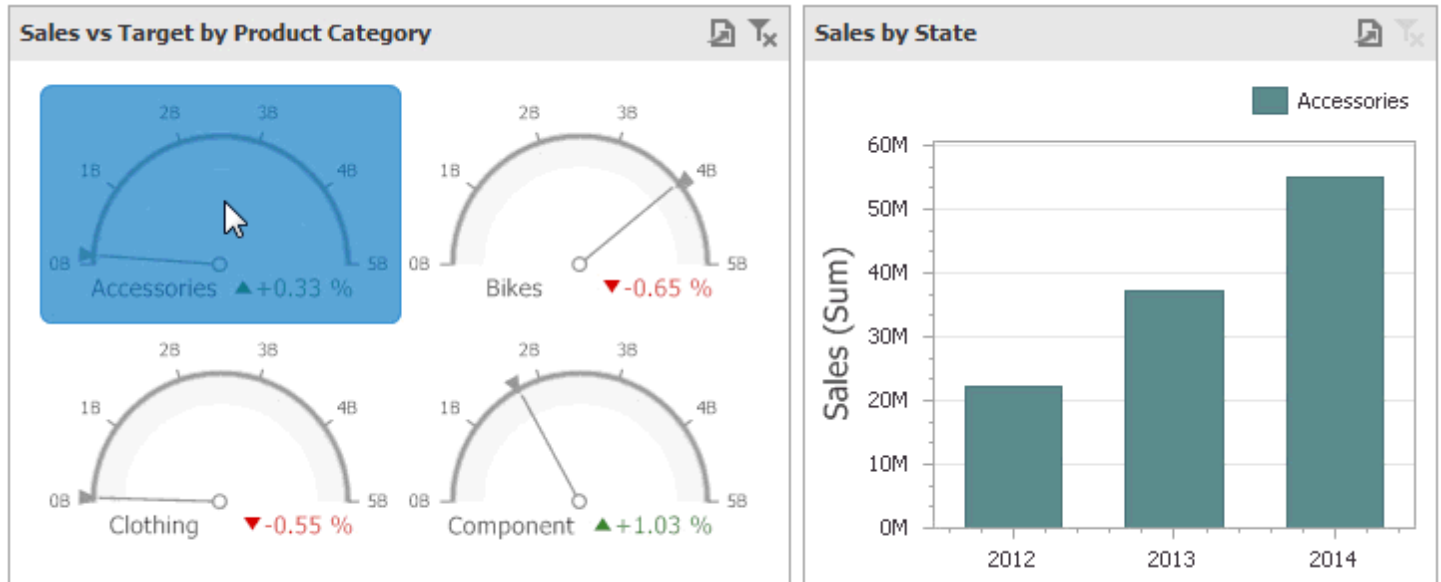 Sales vs Target by Product Category
2B 3B
1B 4B
0B 5B
Accessories ▲+0.33 %
2B 3B
1B 4B
0B 5B
Bikes ▼-0.65 %
2B 3B
1B 4B
0B 5B
Clothing ▼-0.55 %
2B 3B
1B 4B
0B 5B
Component ▲+1.03 %
Sales by State
Accessories
Sales (Sum)
60M
50M
40M
30M
20M
10M
0M
2012 2013 2014